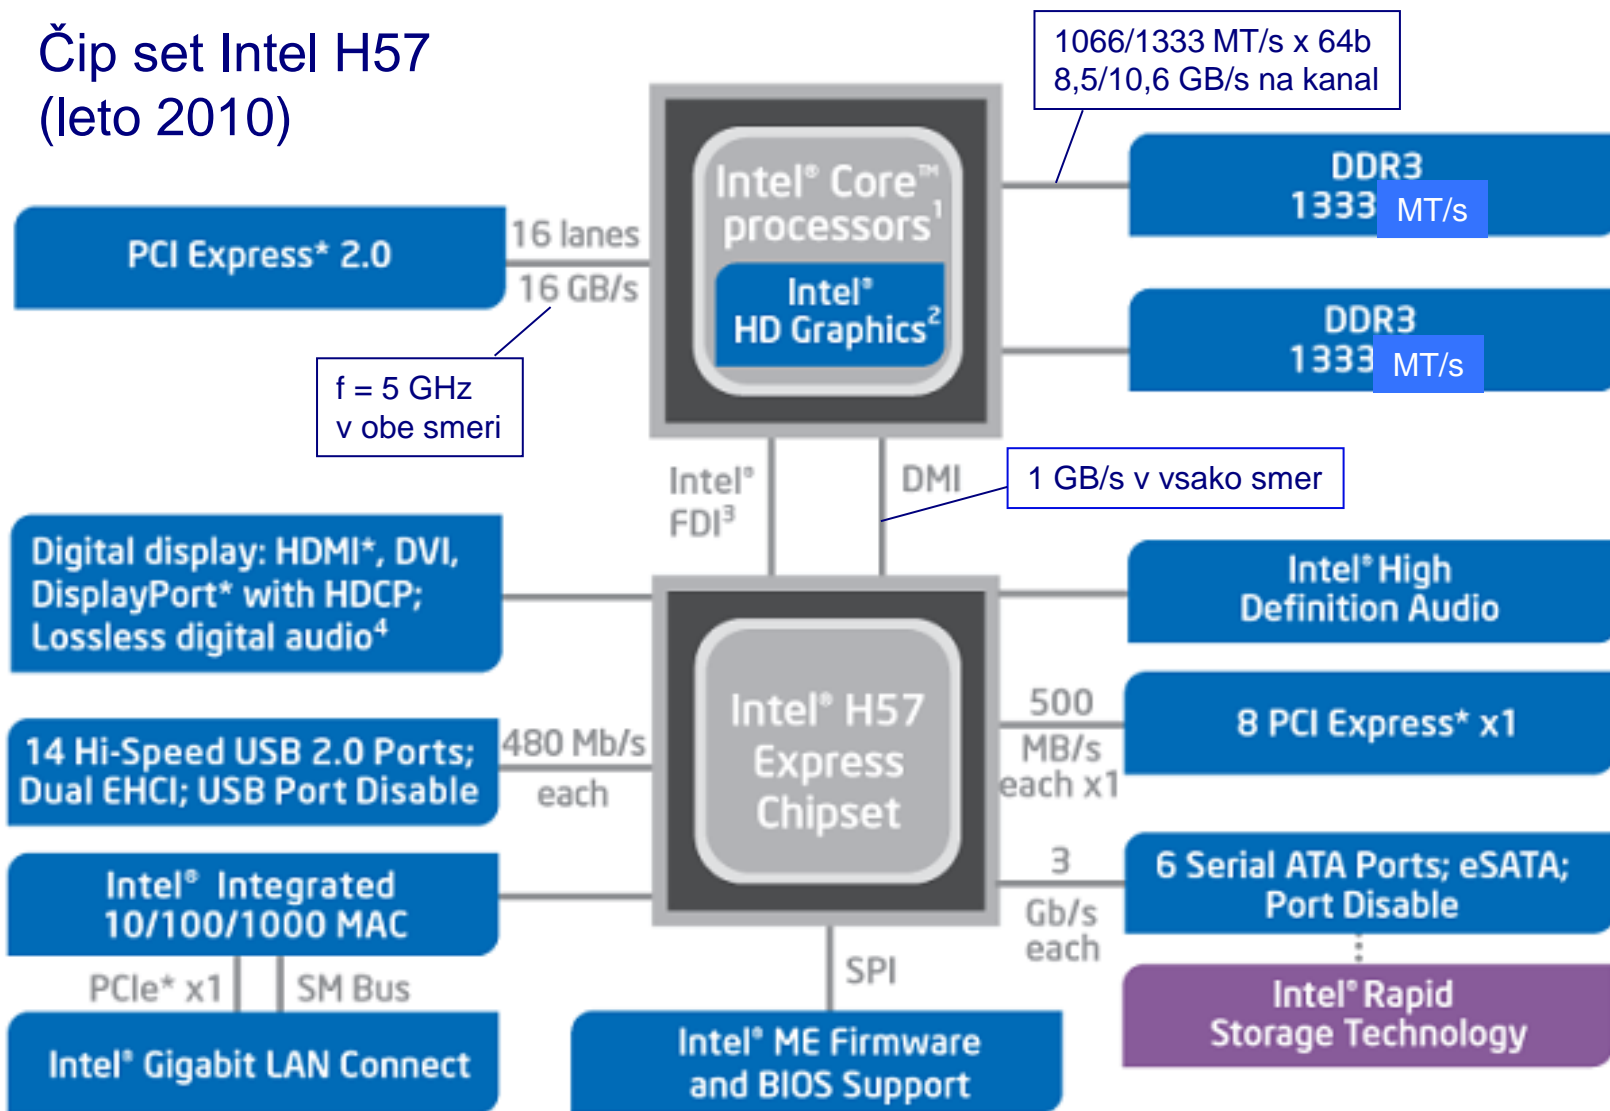 Čip set Intel H57
(leto 2010)
1066/1333 MT/s x 64b
8,5/10,6 GB/s na kanal
Intel® Core™
processors¹
Intel®
HD Graphics²
DDR3
1333 MT/s
DDR3
1333 MT/s
PCI Express* 2.0
16 lanes
16 GB/s
f = 5 GHz
v obe smeri
Intel®
FDI³
DMI
1 GB/s v vsako smer
Digital display: HDMI*, DVI,
DisplayPort* with HDCP;
Lossless digital audio⁴
Intel® High
Definition Audio
Intel® H57
Express
Chipset
14 Hi-Speed USB 2.0 Ports;
Dual EHCI; USB Port Disable
480 Mb/s
each
500
MB/s
each x1
8 PCI Express* x1
Intel® Integrated
10/100/1000 MAC
3
Gb/s
each
6 Serial ATA Ports; eSATA;
Port Disable
PCIe* x1
SM Bus
SPI
Intel® Rapid
Storage Technology
Intel® Gigabit LAN Connect
Intel® ME Firmware
and BIOS Support